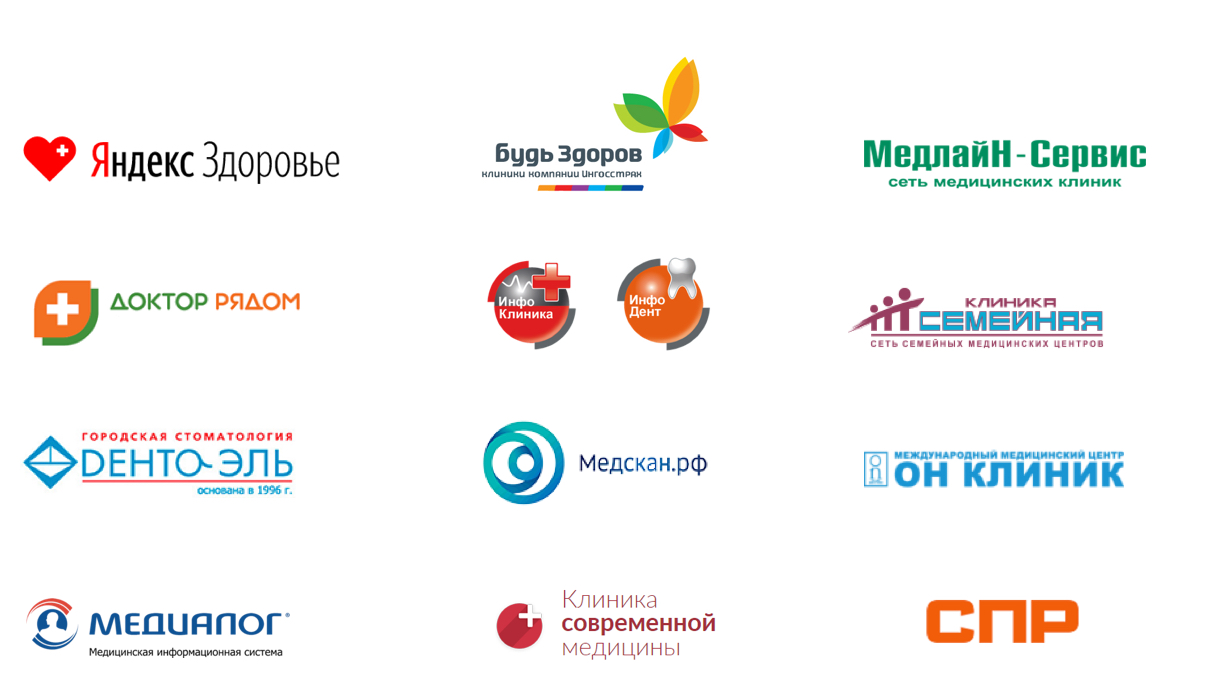 Яндекс Здоровье
Будь Здоров
клиники компании Ингосстрах
МедлайН-Сервис
сеть медицинских клиник
ДОКТОР РЯДОМ
Инфо
Клиника
Инфо
Дент
КЛИНИКА
СЕМЕЙНАЯ
СЕТЬ СЕМЕЙНЫХ МЕДИЦИНСКИХ ЦЕНТРОВ
ГОРОДСКАЯ СТОМАТОЛОГИЯ
ДЕНТО-ЭЛЬ
основана в 1996 г.
Медскан.рф
МЕЖДУНАРОДНЫЙ МЕДИЦИНСКИЙ ЦЕНТР
ОН КЛИНИК
МЕДИАЛОГ®
Медицинская информационная система
Клиника
современной
медицины
СПР